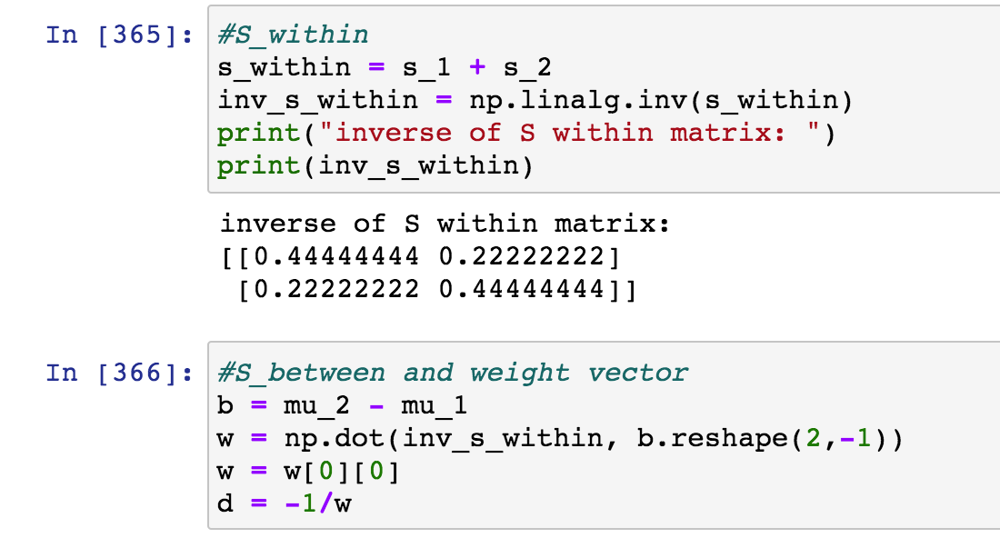 In [365]: #S_within
s_within = s_1 + s_2
inv_s_within = np.linalg.inv(s_within)
print("inverse of S within matrix: ")
print(inv_s_within)
inverse of S within matrix:
[[0.44444444 0.22222222]
 [0.22222222 0.44444444]]
In [366]: #S_between and weight vector
b = mu_2 - mu_1
w = np.dot(inv_s_within, b.reshape(2,-1))
w = w[0][0]
d = -1/w